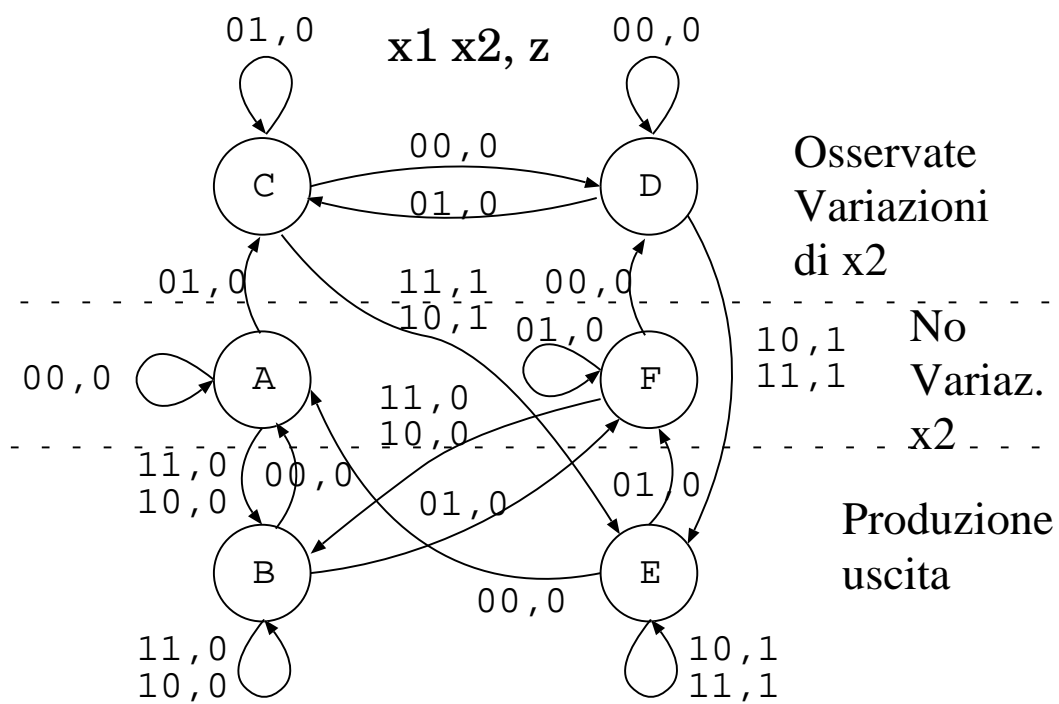 01,0
x1 x2, z
00,0
00,0
C
D
01,0
Osservate
Variazioni
di x2
01,0
11,1
10,1
00,0
01,0
10,1
11,1
No
Variaz.
x2
00,0
A
F
11,0
10,0
11,0
10,0
00,0
01,0
01,0
B
E
Produzione
uscita
00,0
11,0
10,0
10,1
11,1